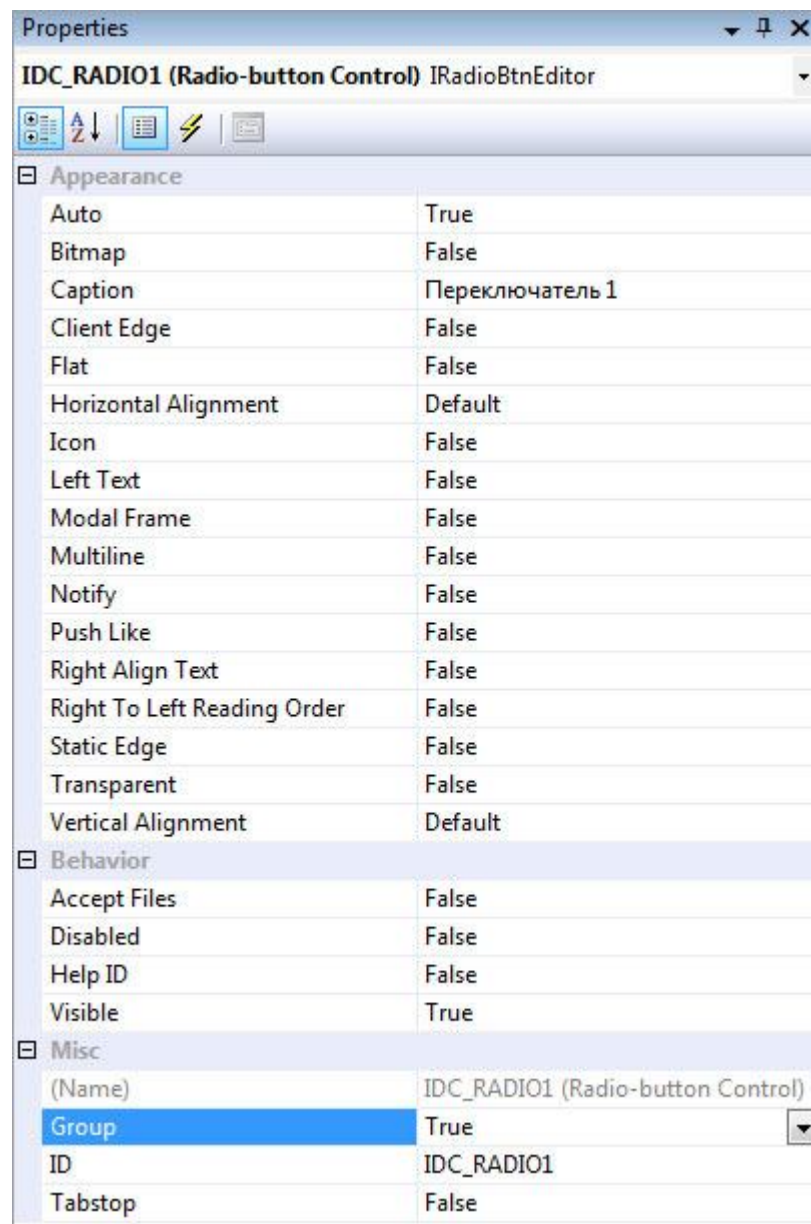 Properties
IDC_RADIO1 (Radio-button Control) IRadioBtnEditor
Appearance
Auto True
Bitmap False
Caption Переключатель 1
Client Edge False
Flat False
Horizontal Alignment Default
Icon False
Left Text False
Modal Frame False
Multiline False
Notify False
Push Like False
Right Align Text False
Right To Left Reading Order False
Static Edge False
Transparent False
Vertical Alignment Default
Behavior
Accept Files False
Disabled False
Help ID False
Visible True
Misc
(Name) IDC_RADIO1 (Radio-button Control)
Group True
ID IDC_RADIO1
Tabstop False